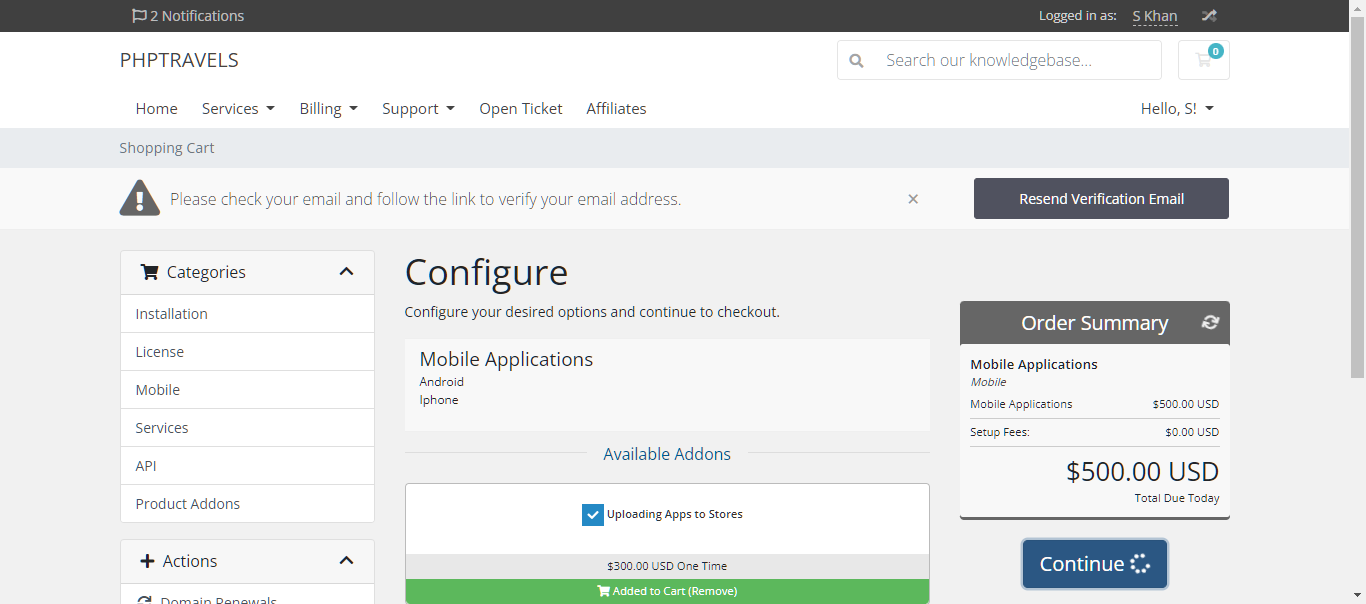 2 Notifications
Logged in as: S Khan
PHPTRAVELS
Search our knowledgebase...
0
Home Services Billing Support Open Ticket Affiliates
Hello, S!
Shopping Cart
Please check your email and follow the link to verify your email address.
×
Resend Verification Email
Categories
Installation
License
Mobile
Services
API
Product Addons
Actions
Domain Renewals
Configure
Configure your desired options and continue to checkout.
Mobile Applications
Android
Iphone
Available Addons
Uploading Apps to Stores
$300.00 USD One Time
Added to Cart (Remove)
Order Summary
Mobile Applications
Mobile
Mobile Applications $500.00 USD
Setup Fees: $0.00 USD
$500.00 USD
Total Due Today
Continue